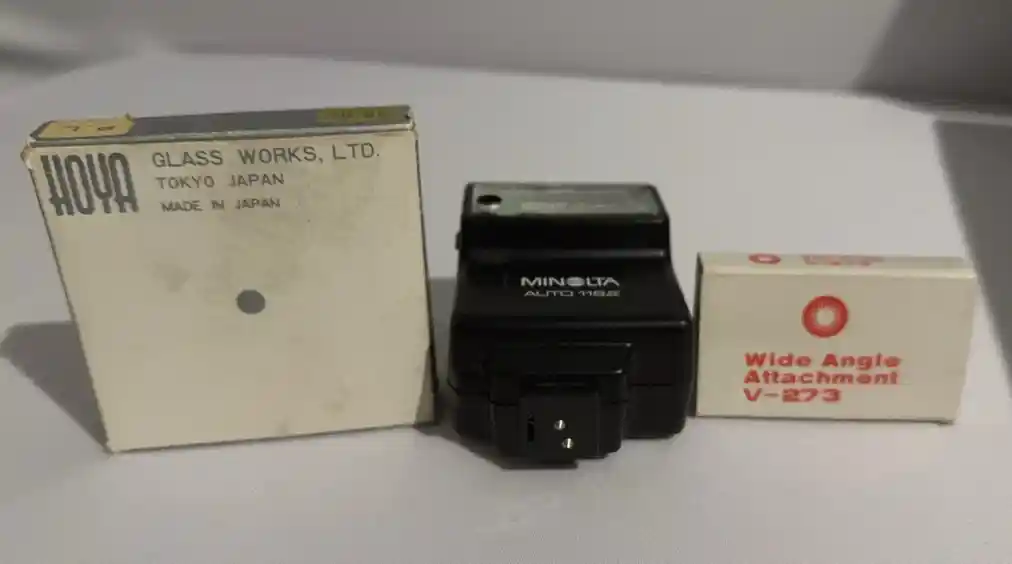 HOYA
GLASS WORKS, LTD.
TOKYO JAPAN
MADE IN JAPAN
MINOLTA
AUTO 118X
Wide Angle
Attachment
V-273